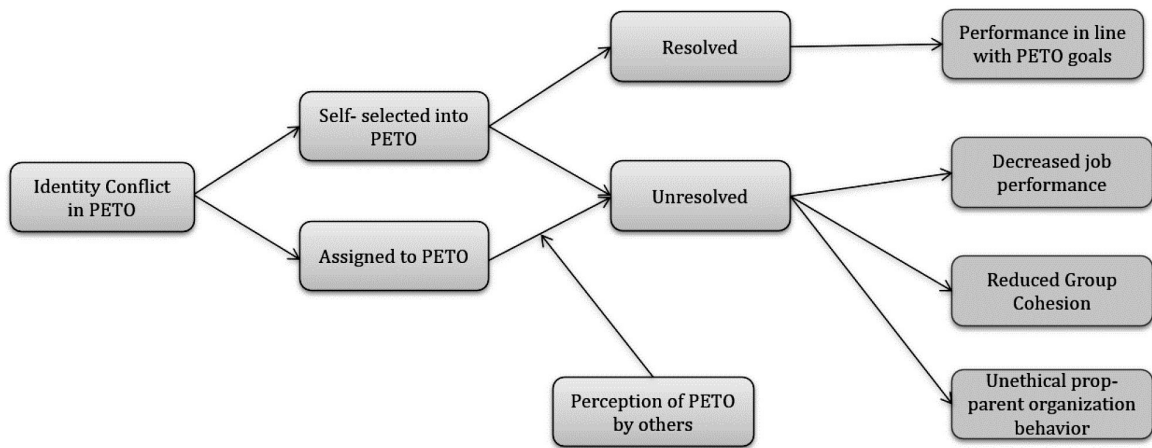 Resolved
Performance in line
with PETO goals
Self- selected into
PETO
Decreased job
performance
Identity Conflict
in PETO
Unresolved
Assigned to PETO
Reduced Group
Cohesion
Perception of PETO
by others
Unethical prop-
parent organization
behavior